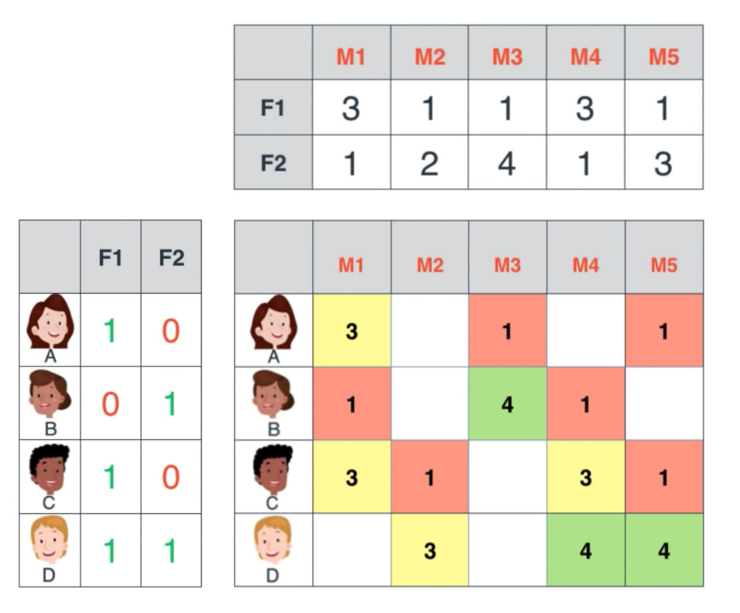 M1 M2 M3 M4 M5
F1 3 1 1 3 1
F2 1 2 4 1 3
F1 F2
A 1 0
B 0 1
C 1 0
D 1 1
M1 M2 M3 M4 M5
A 3 1 1
B 1 4 1
C 3 1 3 1
D 3 4 4